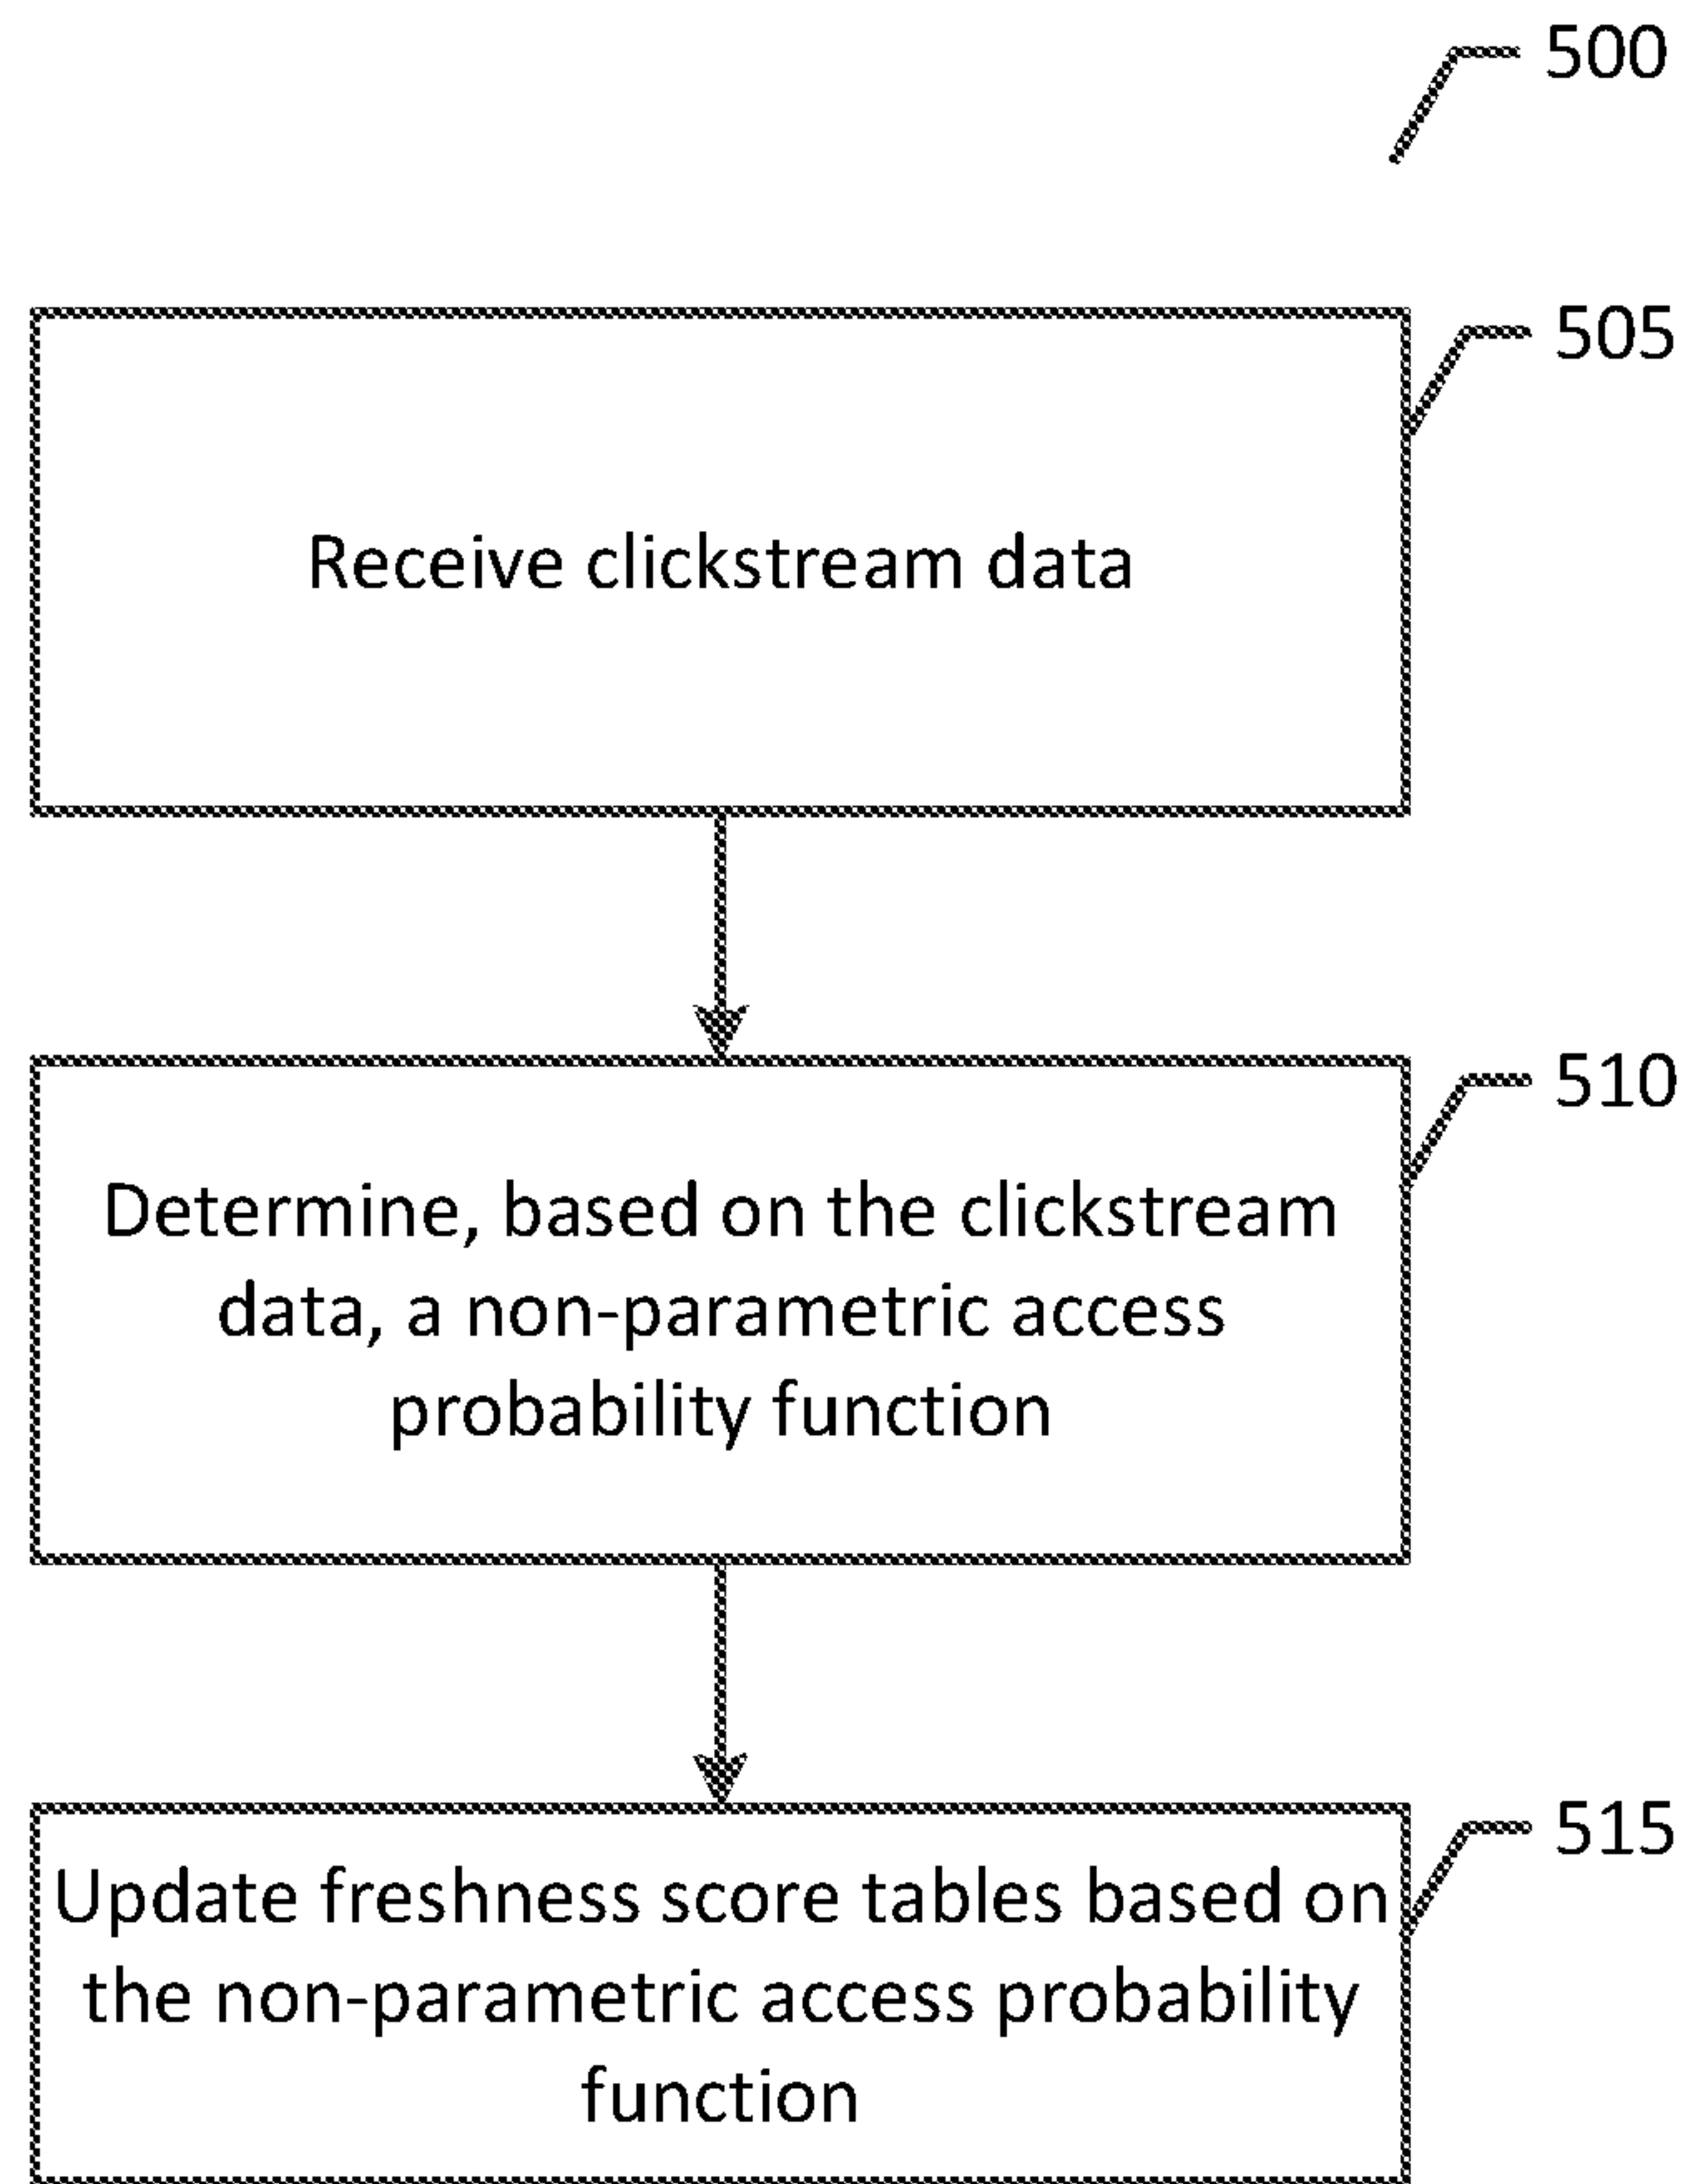 500
505
Receive clickstream data
510
Determine, based on the clickstream
data, a non-parametric access
probability function
515
Update freshness score tables based on
the non-parametric access probability
function